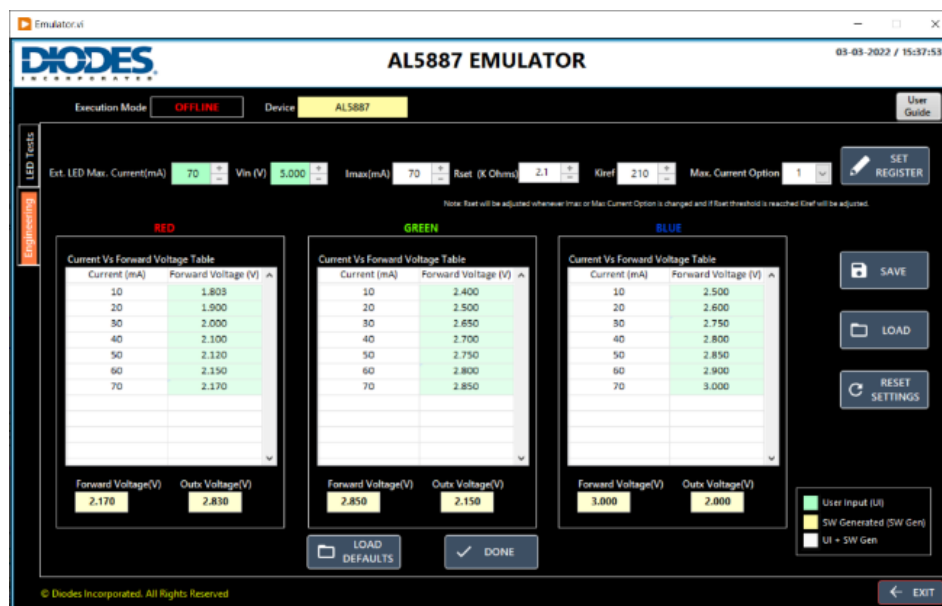 Emulator.vi
DIODES
INCORPORATED
AL5887 EMULATOR
03-03-2022 / 15:37:53
Execution Mode OFFLINE Device AL5887
User Guide
LED Tests
Engineering
Ext. LED Max. Current(mA) 70 Vin (V) 5.000 Imax(mA) 70 Rset (K Ohms) 2.1 Kiref 210 Max. Current Option 1
SET REGISTER
Note: Rset will be adjusted whenever Imax or Max Current Option is changed and if Rset threshold is reacched Kiref will be adjusted.
RED
Current Vs Forward Voltage Table
Current (mA) Forward Voltage (V)
10 1.803
20 1.900
30 2.000
40 2.100
50 2.120
60 2.150
70 2.170
Forward Voltage(V) Outx Voltage(V)
2.170 2.830
GREEN
Current Vs Forward Voltage Table
Current (mA) Forward Voltage (V)
10 2.400
20 2.500
30 2.650
40 2.700
50 2.750
60 2.800
70 2.850
Forward Voltage(V) Outx Voltage(V)
2.850 2.150
BLUE
Current Vs Forward Voltage Table
Current (mA) Forward Voltage (V)
10 2.500
20 2.600
30 2.750
40 2.800
50 2.850
60 2.900
70 3.000
Forward Voltage(V) Outx Voltage(V)
3.000 2.000
SAVE
LOAD
RESET SETTINGS
User Input (UI)
SW Generated (SW Gen)
UI + SW Gen
LOAD DEFAULTS
DONE
© Diodes Incorporated. All Rights Reserved
EXIT